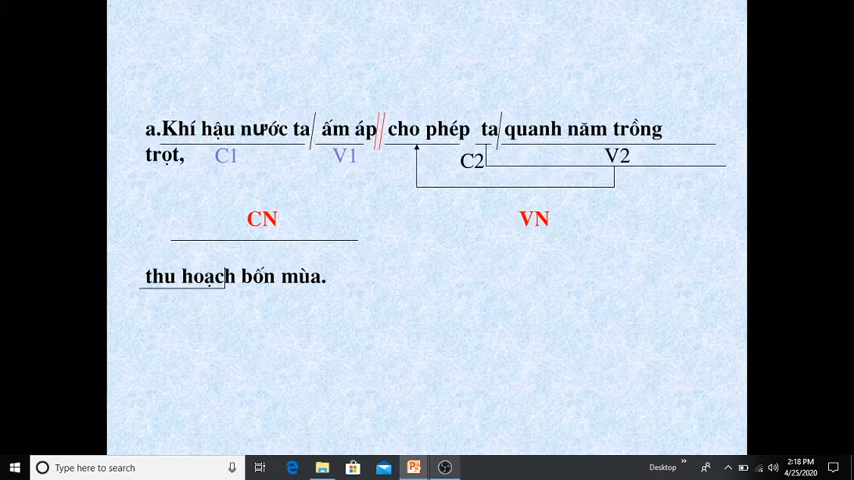 a.Khí hậu nước ta/ ấm áp//cho phép ta/quanh năm trồng
trọt, C1 V1 C2 V2
CN VN
thu hoạch bốn mùa.
Type here to search Desktop » 2:18 PM
4/25/2020